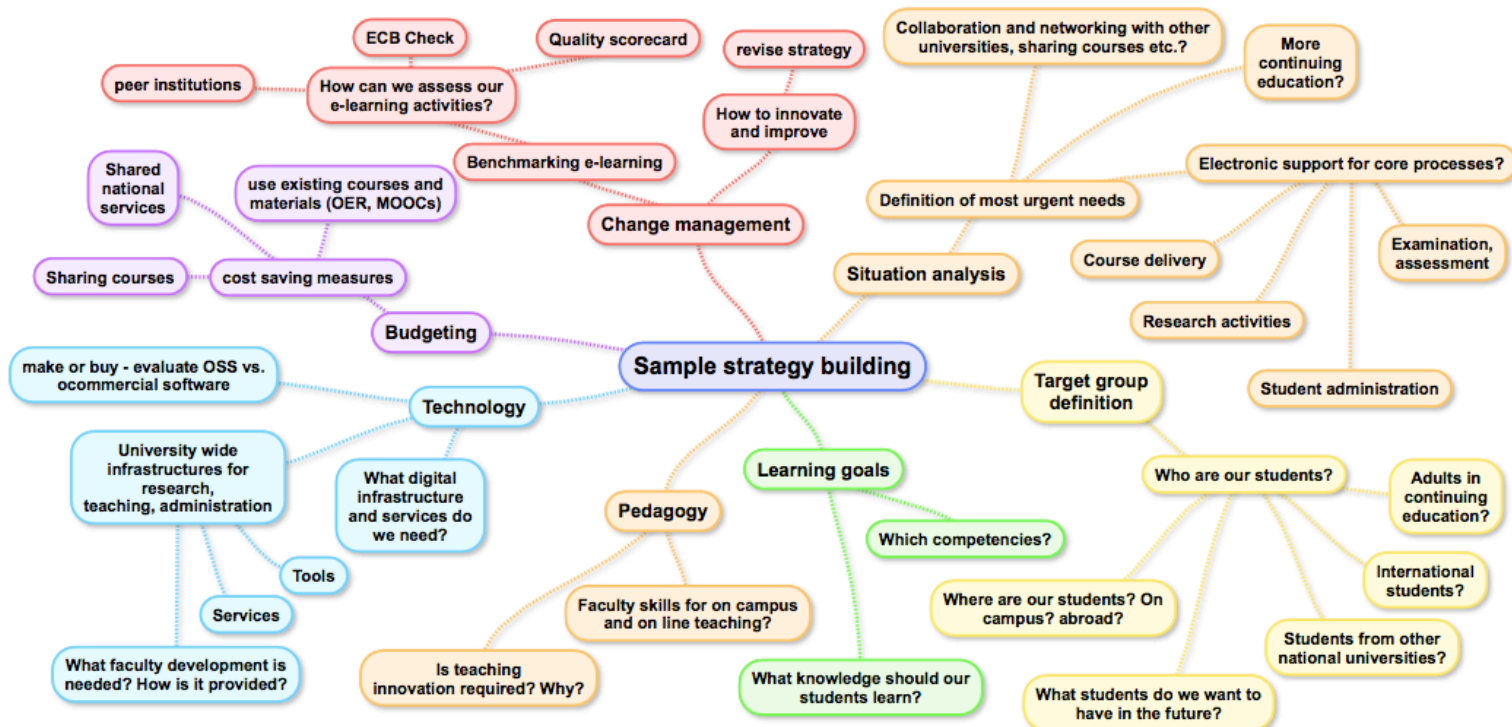 ECB Check
Quality scorecard
peer institutions
How can we assess our
e-learning activities?
revise strategy
How to innovate
and improve
Benchmarking e-learning
Change management
Collaboration and networking with other
universities, sharing courses etc.?
More
continuing
education?
Electronic support for core processes?
Definition of most urgent needs
Examination,
assessment
Course delivery
Research activities
Student administration
Situation analysis
Shared
national
services
use existing courses and
materials (OER, MOOCs)
Sharing courses
cost saving measures
Budgeting
Sample strategy building
make or buy - evaluate OSS vs.
ocommercial software
Technology
University wide
infrastructures for
research,
teaching, administration
What digital
infrastructure
and services do
we need?
Tools
Services
What faculty development is
needed? How is it provided?
Pedagogy
Faculty skills for on campus
and on line teaching?
Is teaching
innovation required? Why?
Learning goals
Which competencies?
What knowledge should our
students learn?
Target group
definition
Who are our students?
Adults in
continuing
education?
International
students?
Students from other
national universities?
Where are our students? On
campus? abroad?
What students do we want to
have in the future?